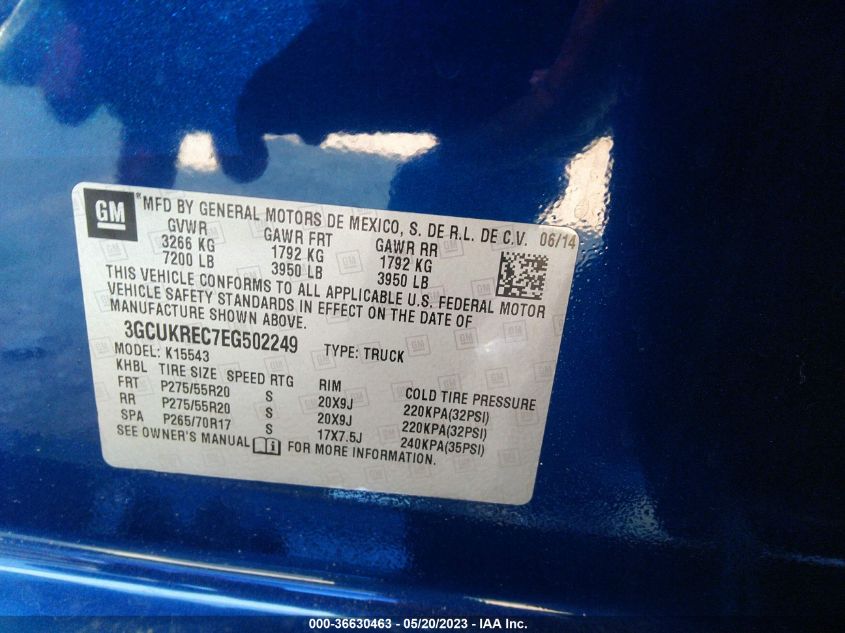 GM ® MFD BY GENERAL MOTORS DE MEXICO, S. DE R.L. DE C.V. 06/14
GVWR GAWR FRT GAWR RR
3266 KG 1792 KG 1792 KG
7200 LB 3950 LB 3950 LB
THIS VEHICLE CONFORMS TO ALL APPLICABLE U.S. FEDERAL MOTOR
VEHICLE SAFETY STANDARDS IN EFFECT ON THE DATE OF
MANUFACTURE SHOWN ABOVE.
3GCUKREC7EG502249 TYPE: TRUCK
MODEL: K15543
KHBL TIRE SIZE SPEED RTG RIM COLD TIRE PRESSURE
FRT P275/55R20 S 20X9J 220KPA(32PSI)
RR P275/55R20 S 20X9J 220KPA(32PSI)
SPA P265/70R17 S 17X7.5J 240KPA(35PSI)
SEE OWNER'S MANUAL i FOR MORE INFORMATION.
000-36630463 - 05/20/2023 - IAA Inc.